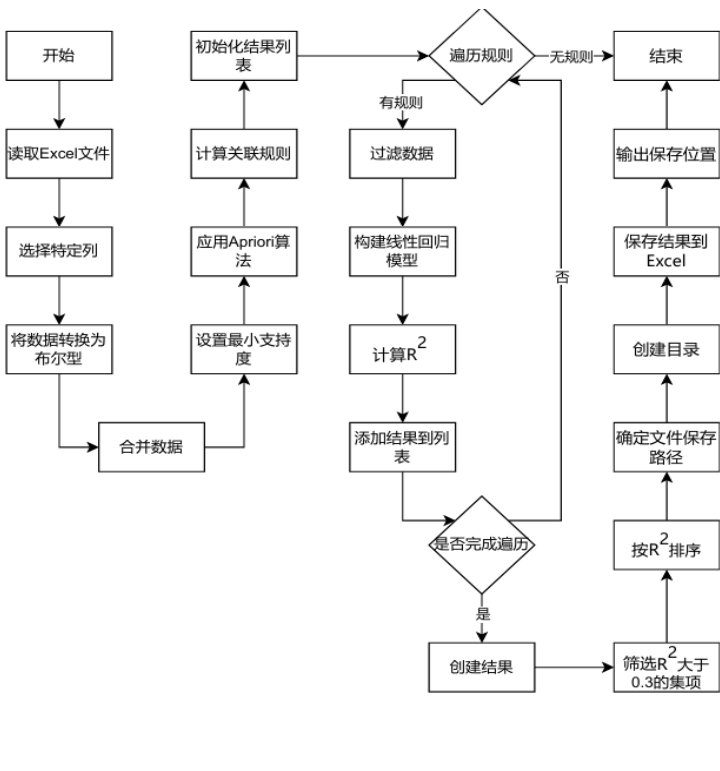 开始
读取Excel文件
选择特定列
将数据转换为
布尔型
合并数据
设置最小支持
度
应用Apriori算
法
计算关联规则
初始化结果列
表
遍历规则
无规则
有规则
过滤数据
构建线性回归
模型
计算R²
添加结果到列
表
是否完成遍历
否
是
创建结果
筛选R²大于
0.3的集项
按R²排序
确定文件保存
路径
创建目录
保存结果到
Excel
输出保存位置
结束